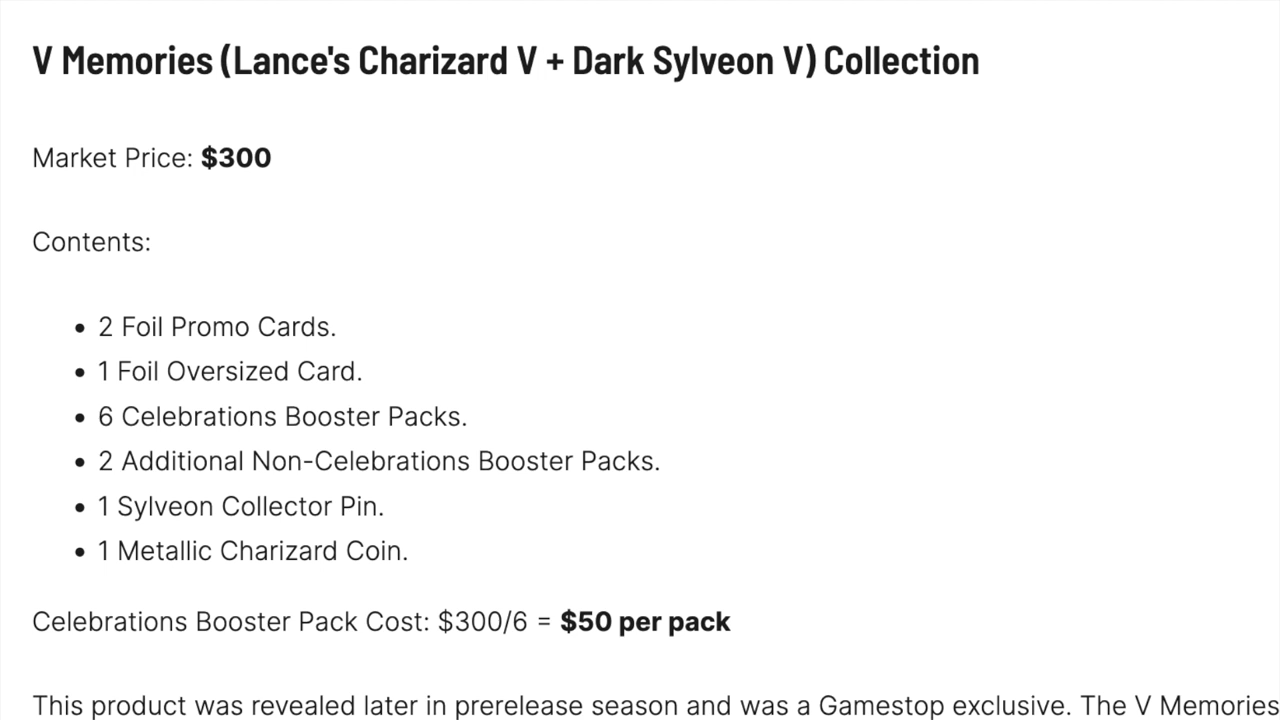 V Memories (Lance's Charizard V + Dark Sylveon V) Collection
Market Price: $300
Contents:
• 2 Foil Promo Cards.
• 1 Foil Oversized Card.
• 6 Celebrations Booster Packs.
• 2 Additional Non-Celebrations Booster Packs.
• 1 Sylveon Collector Pin.
• 1 Metallic Charizard Coin.
Celebrations Booster Pack Cost: $300/6 = $50 per pack
This product was revealed later in prerelease season and was a Gamestop exclusive. The V Memories